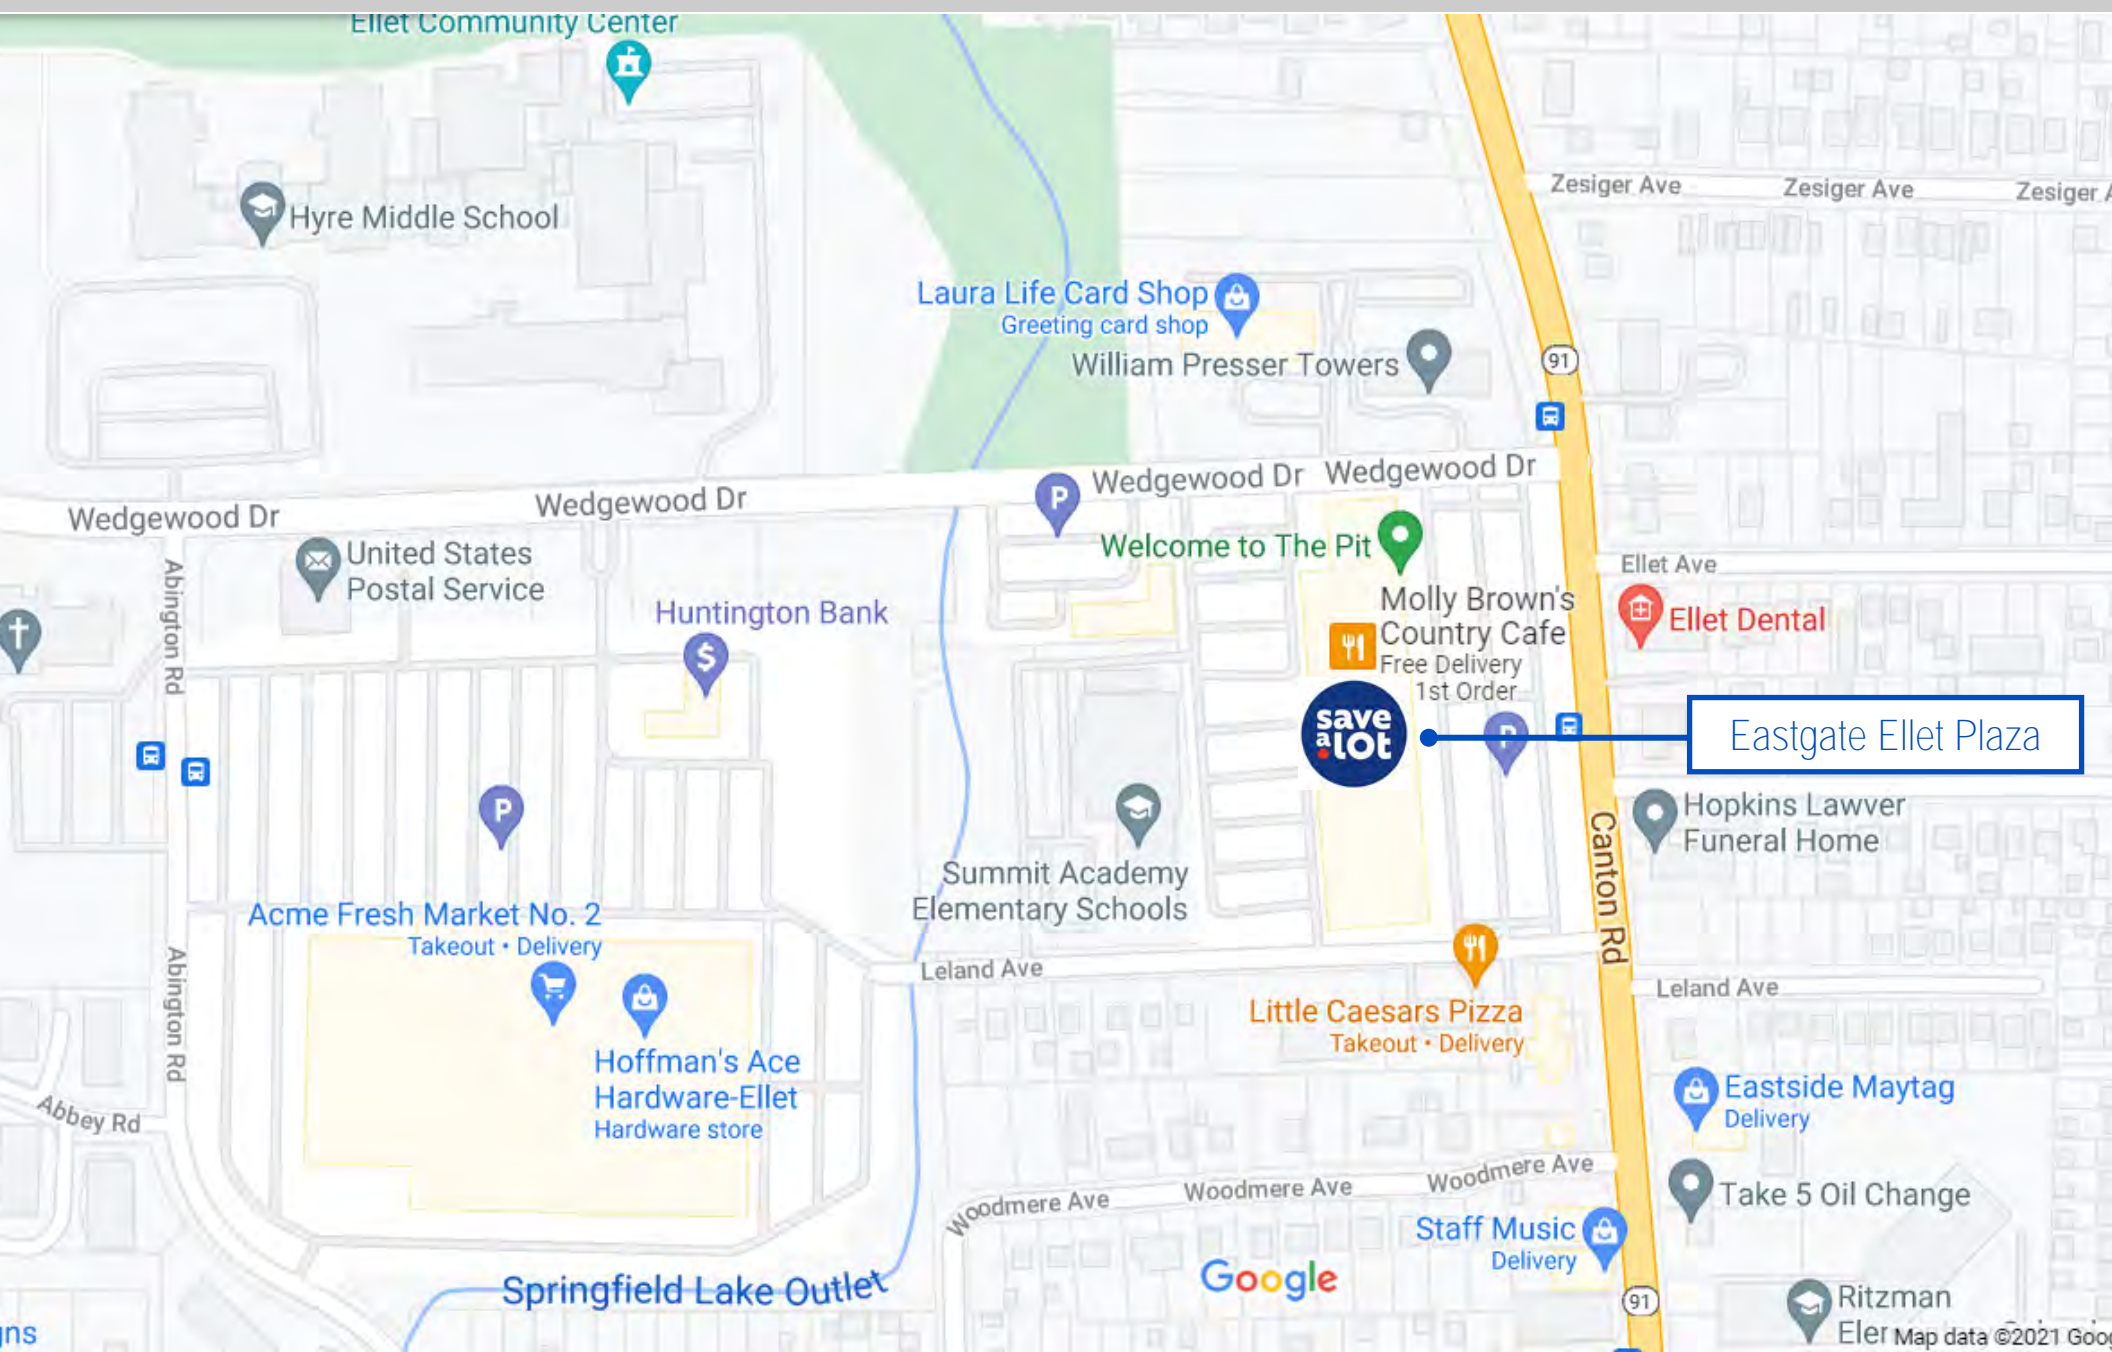 Ellet Community Center
Zesiger Ave
Zesiger Ave
Zesiger
Hyre Middle School
Laura Life Card Shop
Greeting card shop
William Presser Towers
91
Wedgewood Dr
Wedgewood Dr
Wedgewood Dr
Wedgewood Dr
P
Welcome to The Pit
United States
Postal Service
Abington Rd
Huntington Bank
$
Molly Brown's
Country Cafe
Free Delivery
1st Order
Ellet Ave
Ellet Dental
save
a lot
P
Eastgate Ellet Plaza
P
Hopkins Lawver
Funeral Home
Canton Rd
Summit Academy
Elementary Schools
Acme Fresh Market No. 2
Takeout • Delivery
Leland Ave
Leland Ave
Abington Rd
Little Caesars Pizza
Takeout • Delivery
Hoffman's Ace
Hardware-Ellet
Hardware store
Abbey Rd
Eastside Maytag
Delivery
Woodmere Ave
Woodmere Ave
Woodmere Ave
Take 5 Oil Change
Staff Music
Delivery
Springfield Lake Outlet
Google
91
Ritzman
Map data ©2021 Goog